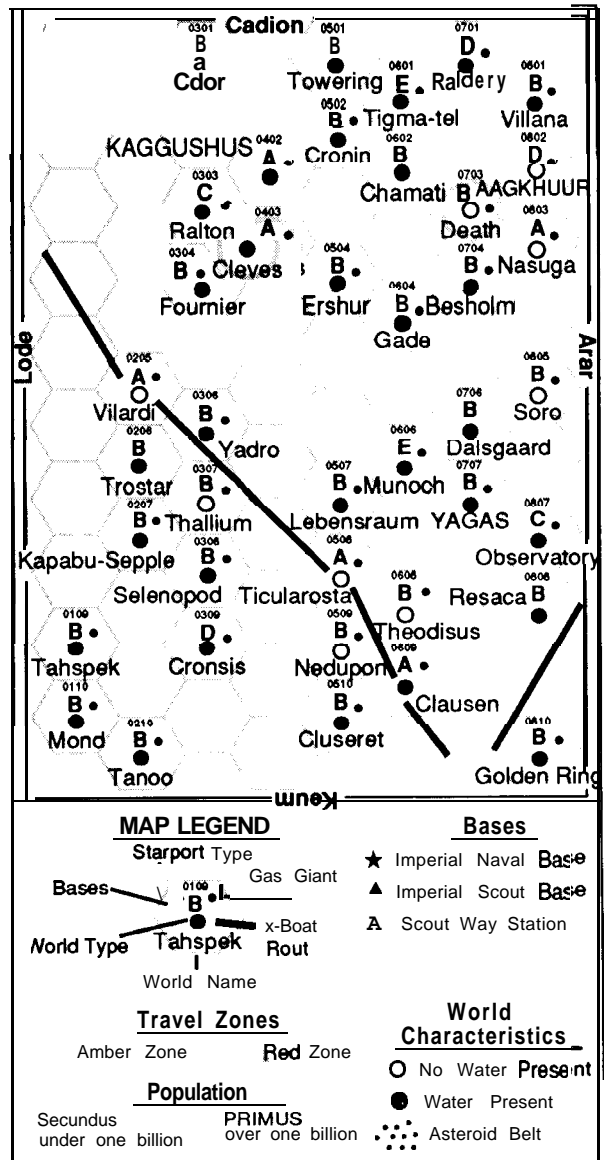 Cadion
0301
B
a
Cdor
0501
B
Towering
0601
E
Tigma-tel
0701
D
Raldery
0801
B
Villana
0502
B
Cronin
KAGGUSHUS
0402
A
0602
B
Chamati
0802
D
AAGKHUUR
0303
C
Ralton
0703
B
Death
0403
A
Cleves
0803
A
Nasuga
0304
B
Fournier
0504
B
Ershur
0704
B
Besholm
0604
B
Gade
Lode
Arar
0205
A
Vilardi
0805
B
Soro
0306
B
Yadro
0706
B
Dalsgaard
0206
B
Trostar
0606
E
Munoch
0307
B
Thallium
0507
B
Lebensraum
0707
B
YAGAS
0207
B
Kapabu-Sepple
0807
C
Observatory
0308
B
Selenopod
0508
A
Ticularosta
0608
B
Theodisus
0808
Resaca B
0109
B
Tahspek
0309
D
Cronsis
0509
B
Nedupon
0609
A
Clausen
0110
B
Mond
0510
B
Cluseret
0210
B
Tanoo
0810
B
Golden Ring
Keum
MAP LEGEND
Starport Type
Gas Giant
Bases
0109
B
World Type
Tahspek
x-Boat
Rout
World Name
Bases
Imperial Naval Base
Imperial Scout Base
A Scout Way Station
Travel Zones
Amber Zone Red Zone
Population
Secundus
under one billion
PRIMUS
over one billion
World
Characteristics
No Water Present
Water Present
Asteroid Belt